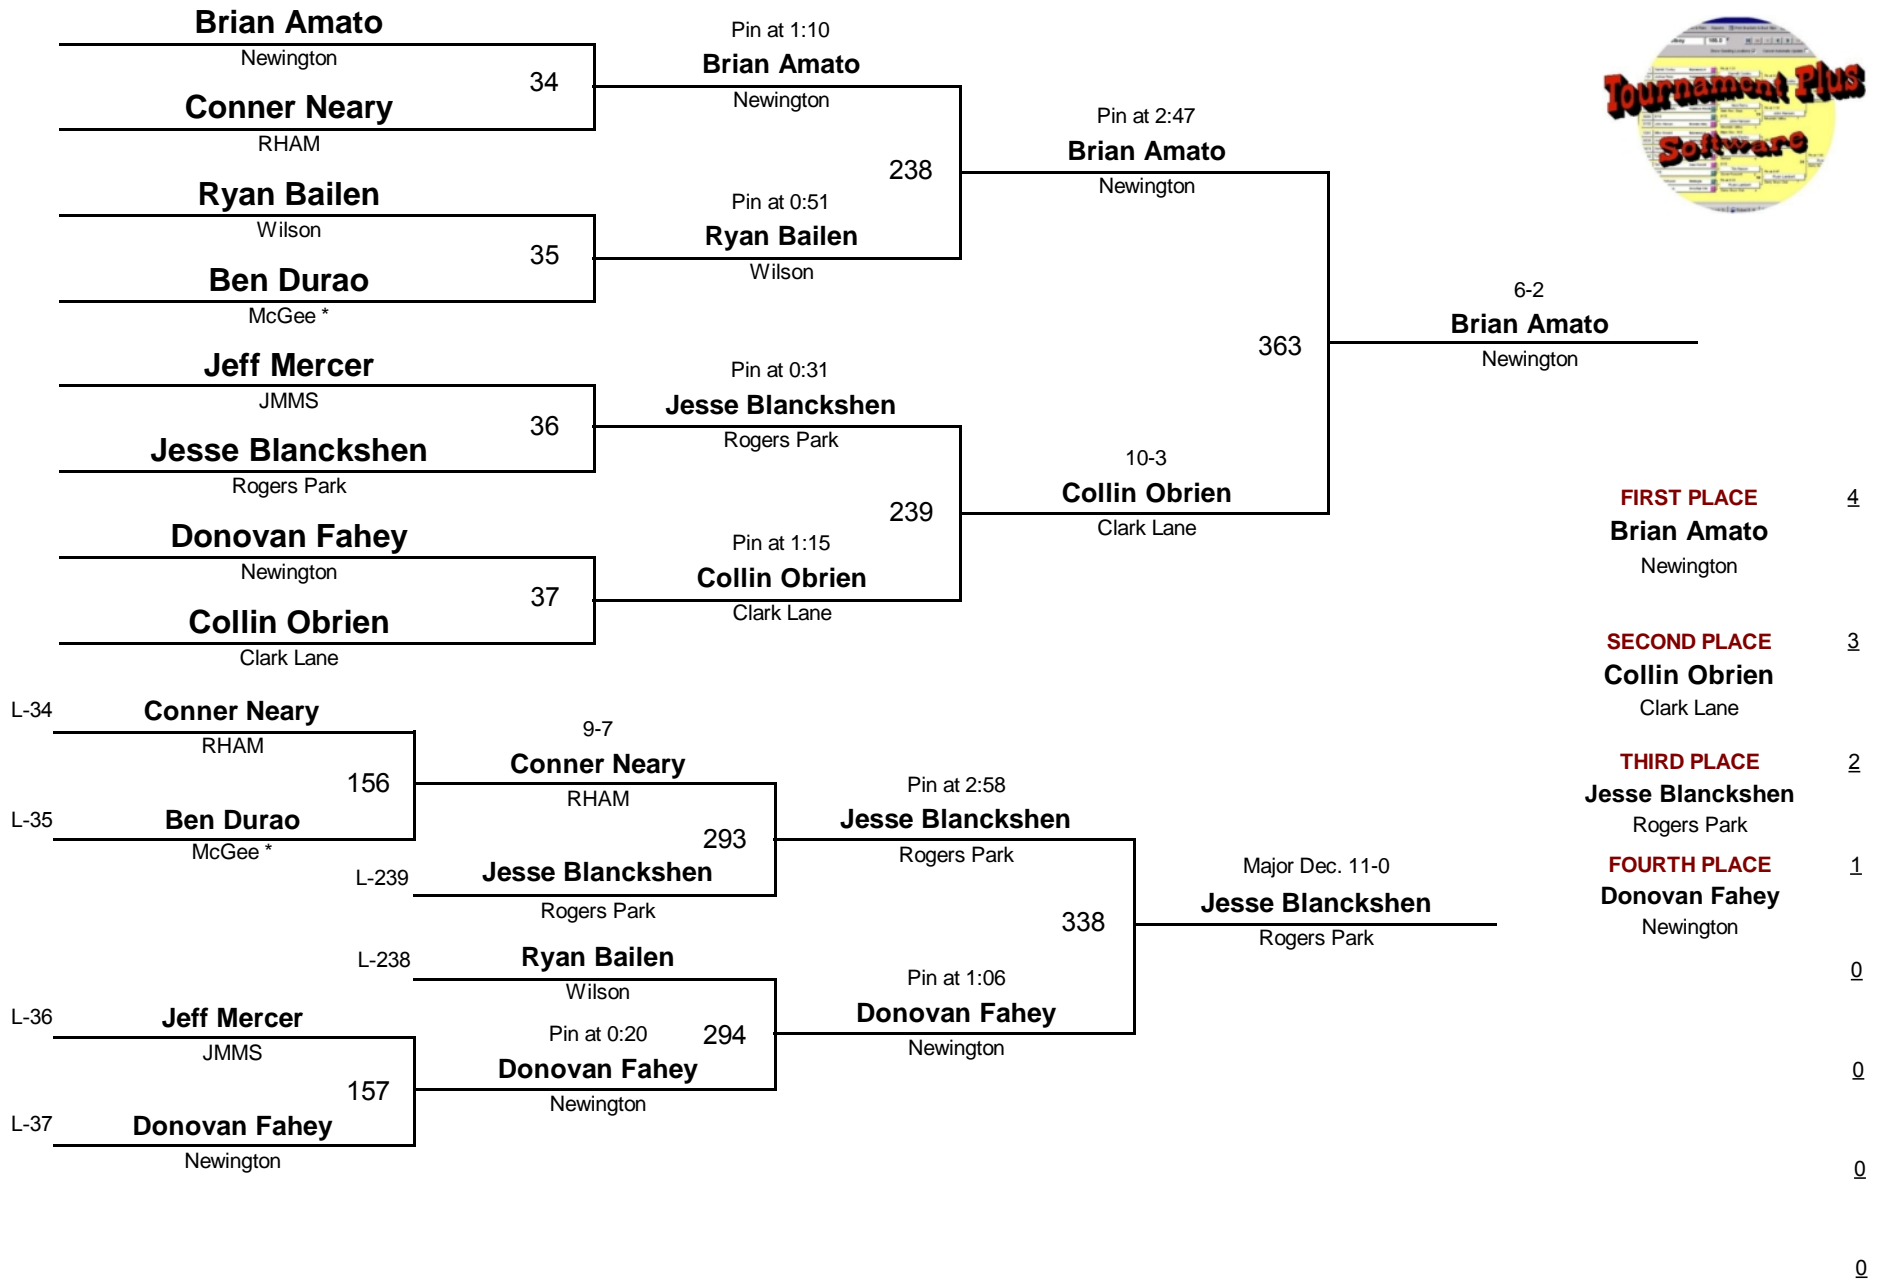 Brian Amato
Newington
34
Conner Neary
RHAM
Ryan Bailen
Wilson
35
Ben Durao
McGee *
Jeff Mercer
JMMS
36
Jesse Blanckshen
Rogers Park
Donovan Fahey
Newington
37
Collin Obrien
Clark Lane
Pin at 1:10
Brian Amato
Newington
238
Pin at 0:51
Ryan Bailen
Wilson
Pin at 0:31
Jesse Blanckshen
Rogers Park
239
Pin at 1:15
Collin Obrien
Clark Lane
Pin at 2:47
Brian Amato
Newington
363
10-3
Collin Obrien
Clark Lane
6-2
Brian Amato
Newington
Tournament Plus
Software
FIRST PLACE 4
Brian Amato
Newington
SECOND PLACE 3
Collin Obrien
Clark Lane
THIRD PLACE 2
Jesse Blanckshen
Rogers Park
FOURTH PLACE 1
Donovan Fahey
Newington
0
0
0
0
L-34 Conner Neary
RHAM
156
L-35 Ben Durao
McGee *
9-7
Conner Neary
RHAM
293
L-239 Jesse Blanckshen
Rogers Park
L-238 Ryan Bailen
Wilson
294
L-36 Jeff Mercer
JMMS
157
L-37 Donovan Fahey
Newington
Pin at 0:20
Donovan Fahey
Newington
Pin at 2:58
Jesse Blanckshen
Rogers Park
338
Pin at 1:06
Donovan Fahey
Newington
Major Dec. 11-0
Jesse Blanckshen
Rogers Park